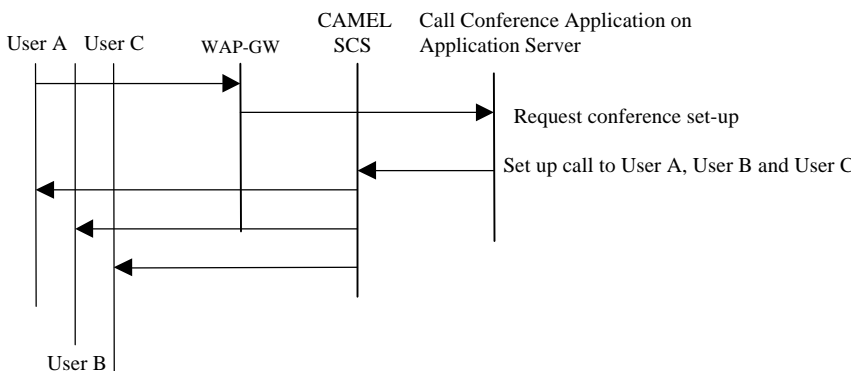 CAMEL
SCS
Call Conference Application on
Application Server
User A
User C
WAP-GW
Request conference set-up
Set up call to User A, User B and User C
User B